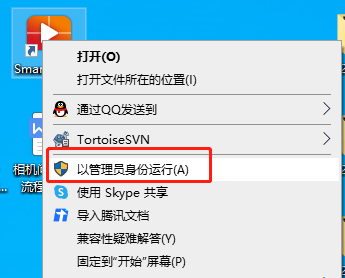 Smar
打开(O)
打开文件所在的位置(I)
通过QQ发送到
TortoiseSVN
以管理员身份运行(A)
使用 Skype 共享
导入腾讯文档
兼容性疑难解答(Y)
固定到"开始"屏幕(P)
相机
流程